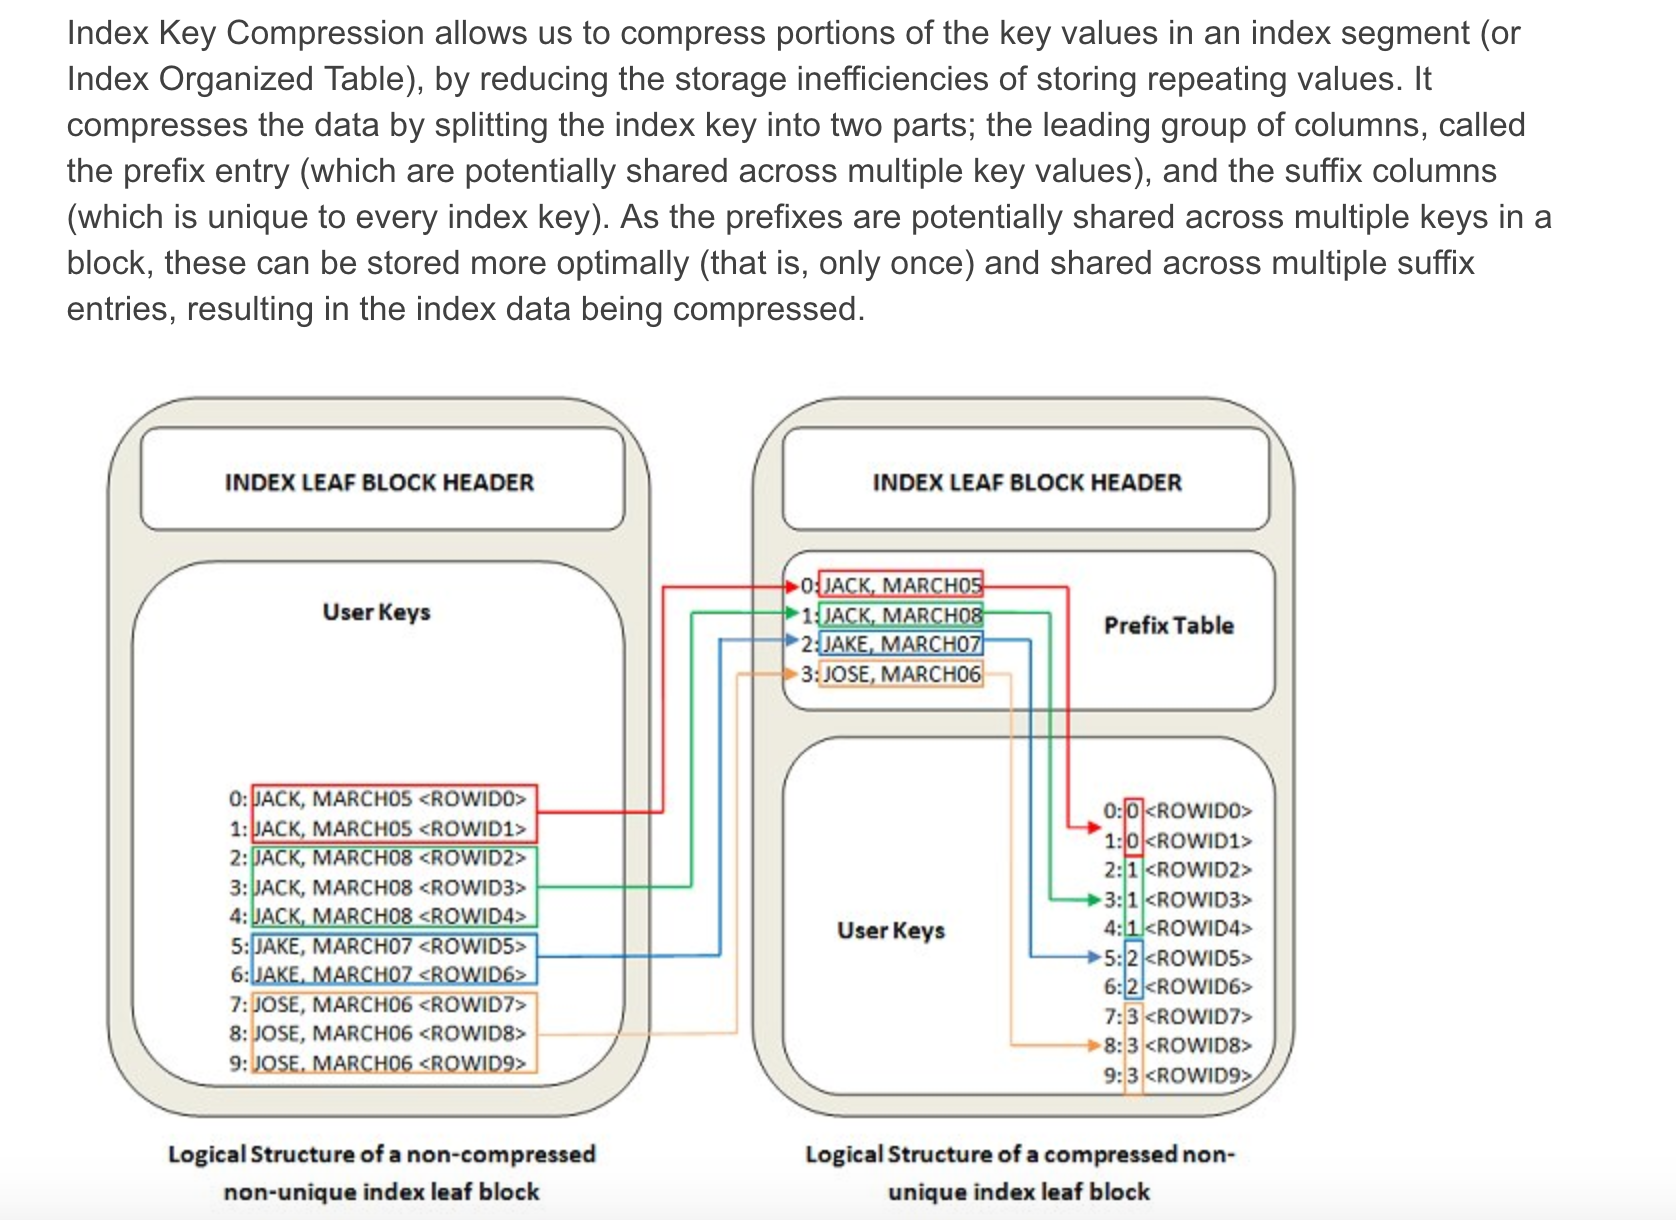 Index Key Compression allows us to compress portions of the key values in an index segment (or
Index Organized Table), by reducing the storage inefficiencies of storing repeating values. It
compresses the data by splitting the index key into two parts; the leading group of columns, called
the prefix entry (which are potentially shared across multiple key values), and the suffix columns
(which is unique to every index key). As the prefixes are potentially shared across multiple keys in a
block, these can be stored more optimally (that is, only once) and shared across multiple suffix
entries, resulting in the index data being compressed.
INDEX LEAF BLOCK HEADER
User Keys
0: JACK, MARCH05 <ROWID0>
1: JACK, MARCH05 <ROWID1>
2: JACK, MARCH08 <ROWID2>
3: JACK, MARCH08 <ROWID3>
4: JACK, MARCH08 <ROWID4>
5: JAKE, MARCH07 <ROWID5>
6: JAKE, MARCH07 <ROWID6>
7: JOSE, MARCH06 <ROWID7>
8: JOSE, MARCH06 <ROWID8>
9: JOSE, MARCH06 <ROWID9>
Logical Structure of a non-compressed
non-unique index leaf block
INDEX LEAF BLOCK HEADER
0: JACK, MARCH05
1: JACK, MARCH08
2: JAKE, MARCH07
3: JOSE, MARCH06
Prefix Table
User Keys
0: 0 <ROWID0>
1: 0 <ROWID1>
2: 1 <ROWID2>
3: 1 <ROWID3>
4: 1 <ROWID4>
5: 2 <ROWID5>
6: 2 <ROWID6>
7: 3 <ROWID7>
8: 3 <ROWID8>
9: 3 <ROWID9>
Logical Structure of a compressed non-
unique index leaf block